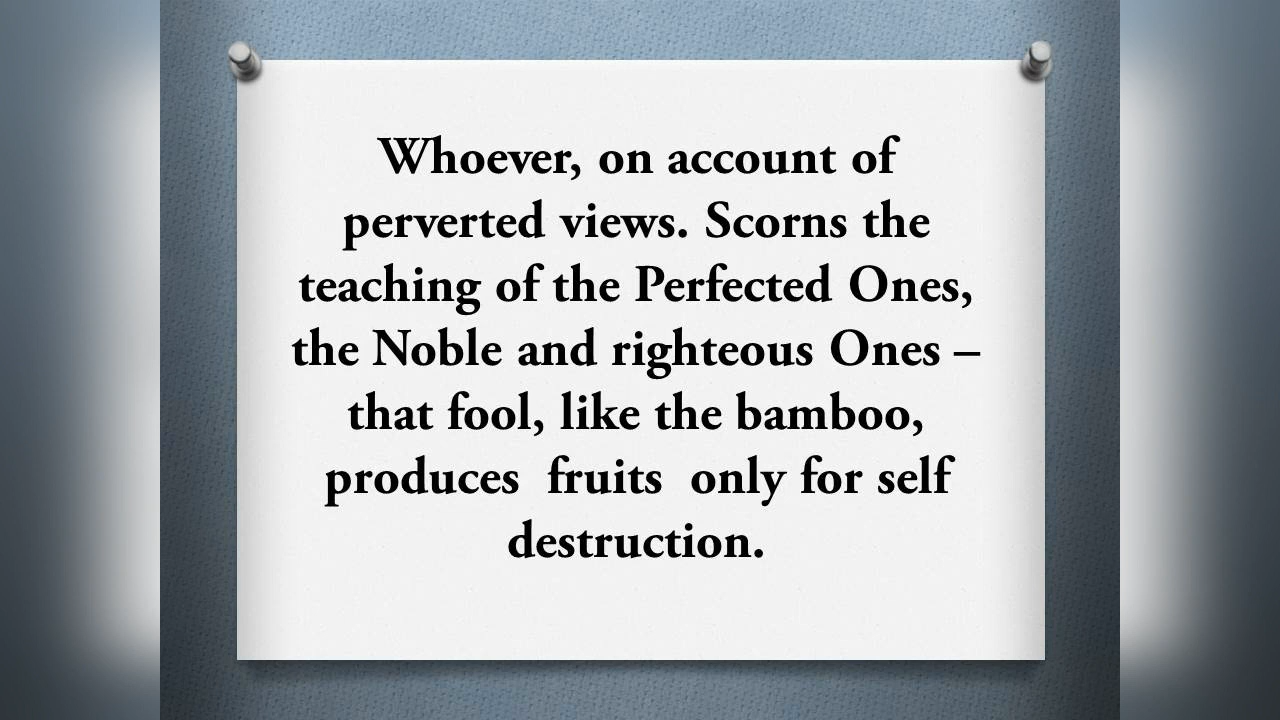 Whoever, on account of
perverted views. Scorns the
teaching of the Perfected Ones,
the Noble and righteous Ones –
that fool, like the bamboo,
produces  fruits  only for self
destruction.